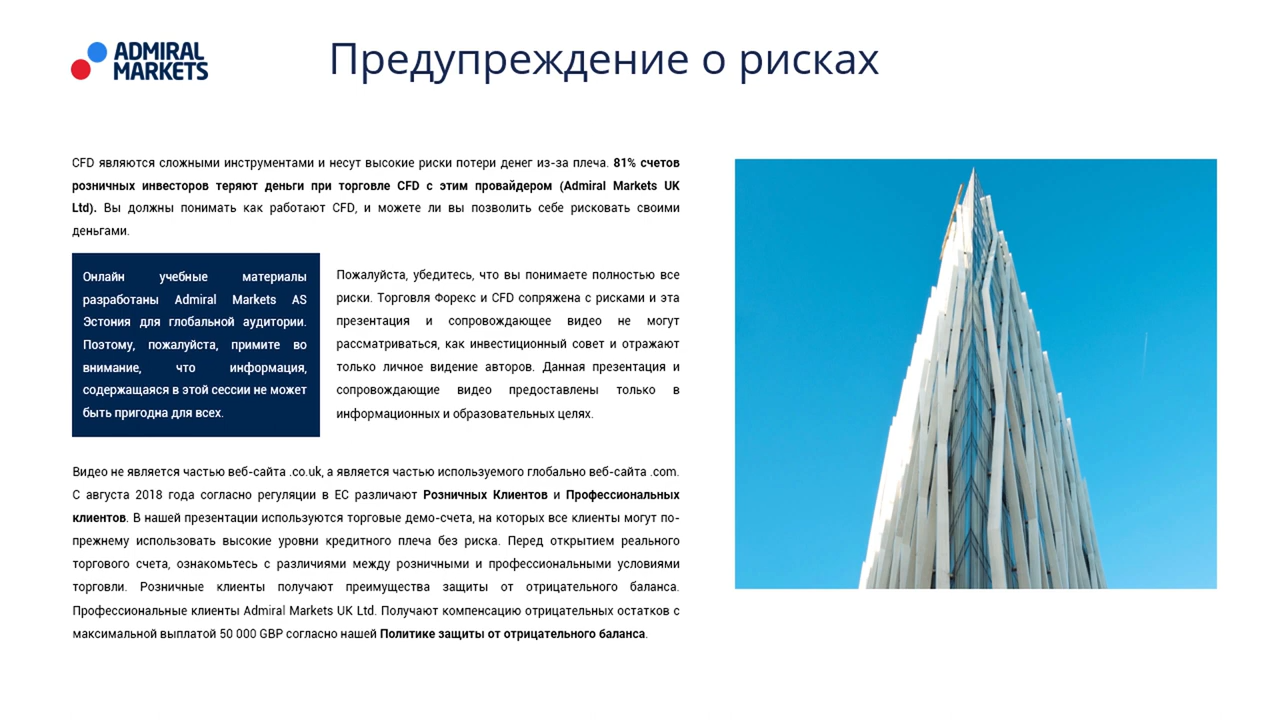 ADMIRAL
MARKETS
Предупреждение о рисках
CFD являются сложными инструментами и несут высокие риски потери денег из-за плеча. 81% счетов
розничных инвесторов теряют деньги при торговле CFD с этим провайдером (Admiral Markets UK
Ltd). Вы должны понимать как работают CFD, и можете ли вы позволить себе рисковать своими
деньгами.
Онлайн учебные материалы
разработаны Admiral Markets AS
Эстония для глобальной аудитории.
Поэтому, пожалуйста, примите во
внимание, что информация,
содержащаяся в этой сессии не может
быть пригодна для всех.
Пожалуйста, убедитесь, что вы понимаете полностью все
риски. Торговля Форекс и CFD сопряжена с рисками и эта
презентация и сопровождающее видео не могут
рассматриваться, как инвестиционный совет и отражают
только личное видение авторов. Данная презентация и
сопровождающие видео предоставлены только в
информационных и образовательных целях.
Видео не является частью веб-сайта .co.uk, а является частью используемого глобально веб-сайта .com.
С августа 2018 года согласно регуляции в ЕС различают Розничных Клиентов и Профессиональных
клиентов. В нашей презентации используются торговые демо-счета, на которых все клиенты могут по-
прежнему использовать высокие уровни кредитного плеча без риска. Перед открытием реального
торгового счета, ознакомьтесь с различиями между розничными и профессиональными условиями
торговли. Розничные клиенты получают преимущества защиты от отрицательного баланса.
Профессиональные клиенты Admiral Markets UK Ltd. Получают компенсацию отрицательных остатков с
максимальной выплатой 50 000 GBP согласно нашей Политике защиты от отрицательного баланса.